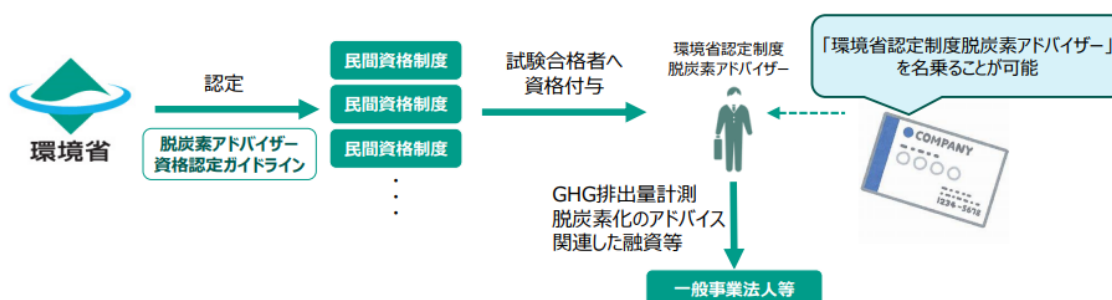 環境省
認定
脱炭素アドバイザー
資格認定ガイドライン
民間資格制度
民間資格制度
民間資格制度
試験合格者へ
資格付与
環境省認定制度
脱炭素アドバイザー
「環境省認定制度脱炭素アドバイザー」
を名乗ることが可能
COMPANY
1234-5678
GHG排出量計測
脱炭素化のアドバイス
関連した融資等
一般事業法人等